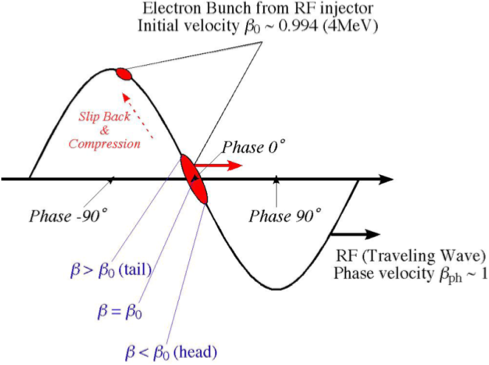 Electron Bunch from RF injector
Initial velocity β₀ ~ 0.994 (4MeV)
Slip Back
&
Compression
Phase 0°
Phase -90°
Phase 90°
RF (Traveling Wave)
Phase velocity βph ~ 1
β > β₀ (tail)
β = β₀
β < β₀ (head)